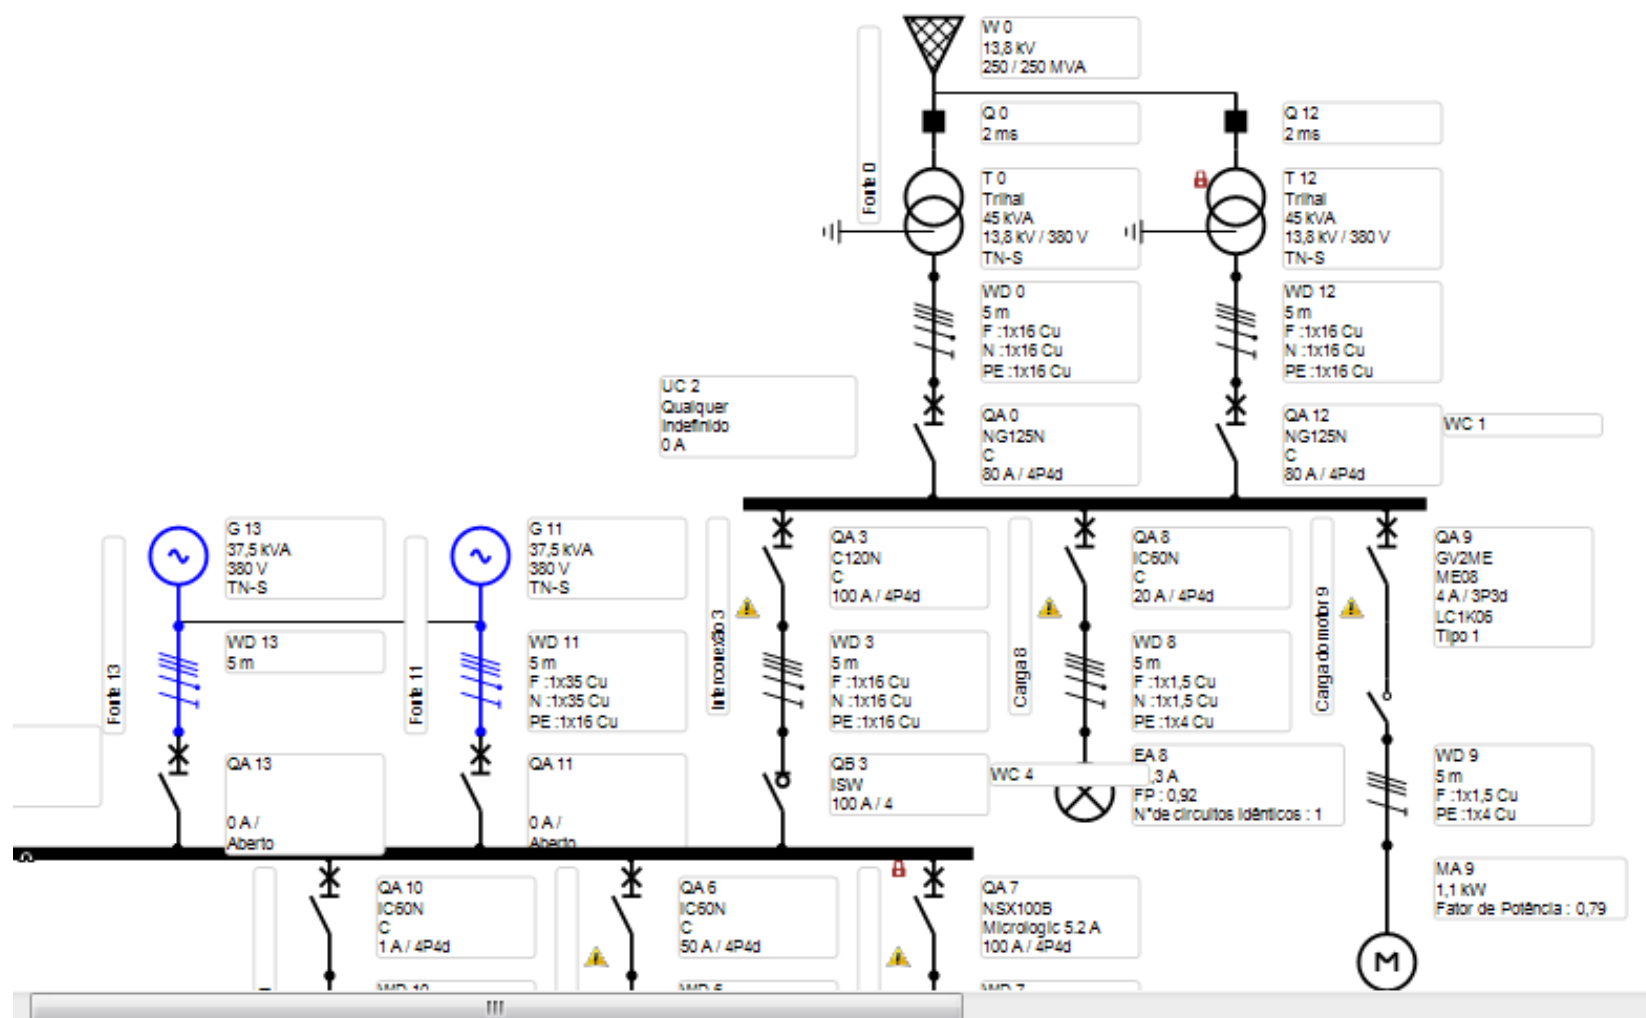 W 0
13,8 kV
250 / 250 MVA
Q 0
2 ms
Q 12
2 ms
Fonte 0
T 0
Trihal
45 kVA
13,8 kV / 380 V
TN-S
T 12
Trihal
45 kVA
13,8 kV / 380 V
TN-S
WD 0
5 m
F :1x16 Cu
N :1x16 Cu
PE :1x16 Cu
WD 12
5 m
F :1x16 Cu
N :1x16 Cu
PE :1x16 Cu
UC 2
Qualquer
Indefinido
0 A
QA 0
NG125N
C
80 A / 4P4d
QA 12
NG125N
C
80 A / 4P4d
WC 1
Fonte 13
G 13
37,5 kVA
380 V
TN-S
Fonte 11
G 11
37,5 kVA
380 V
TN-S
Interconexão 3
QA 3
C120N
C
100 A / 4P4d
Carga 8
QA 8
IC60N
C
20 A / 4P4d
Carga do motor 9
QA 9
GV2ME
ME08
4 A / 3P3d
LC1K06
Tipo 1
WD 13
5 m
WD 11
5 m
F :1x35 Cu
N :1x35 Cu
PE :1x16 Cu
WD 3
5 m
F :1x16 Cu
N :1x16 Cu
PE :1x16 Cu
WD 8
5 m
F :1x1,5 Cu
N :1x1,5 Cu
PE :1x4 Cu
QA 13
0 A /
Aberto
QA 11
0 A /
Aberto
QB 3
ISW
100 A / 4
WC 4
EA 8
,3 A
FP : 0,92
N°de circuitos idênticos : 1
WD 9
5 m
F :1x1,5 Cu
PE :1x4 Cu
MA 9
1,1 kW
Fator de Potência : 0,79
M
QA 10
IC60N
C
1 A / 4P4d
QA 6
IC60N
C
50 A / 4P4d
QA 7
NSX100B
Micrologic 5.2 A
100 A / 4P4d
WD 10
WD 6
WD 7